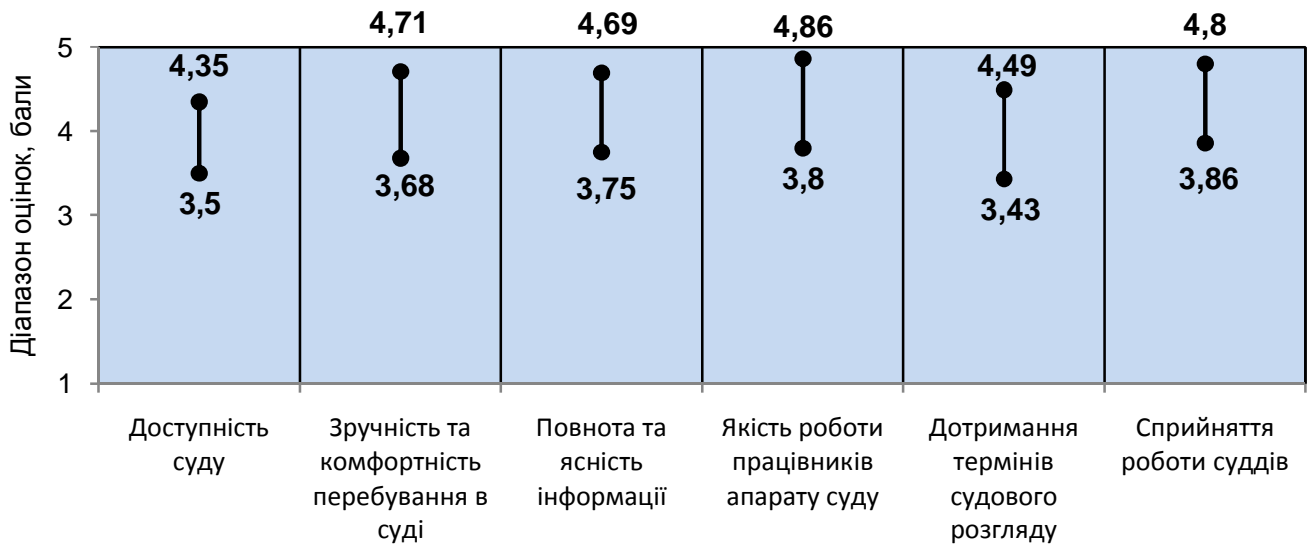 Діапазон оцінок, бали
5
4
3
2
1
4,35
4,71
4,69
4,86
4,49
4,8
3,5
3,68
3,75
3,8
3,43
3,86
Доступність
суду
Зручність та
комфортність
перебування в
суді
Повнота та
ясність
інформації
Якість роботи
працівників
апарату суду
Дотримання
термінів
судового
розгляду
Сприйняття
роботи суддів